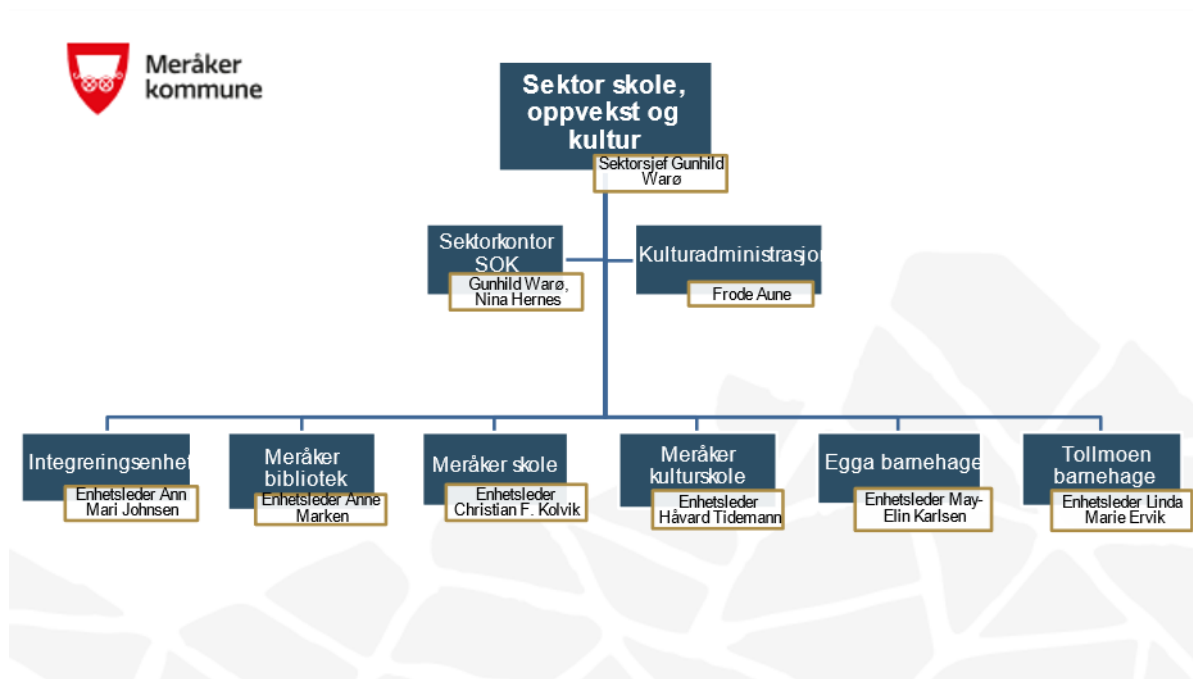 Meråker
kommune
Sektor skole,
oppvekst og
kultur
Sektorsjef Gunhild
Warø
Sektorkontor
SOK
Gunhild Warø,
Nina Hernes
Kulturadministrasjon
Frode Aune
Integreringsenhet
Enhetsleder Ann
Mari Johnsen
Meråker
bibliotek
Enhetsleder Anne
Marken
Meråker skole
Enhetsleder
Christian F. Kolvik
Meråker
kulturskole
Enhetsleder
Håvard Tidemann
Egga barnehage
Enhetsleder May-
Elin Karlsen
Tollmoen
barnehage
Enhetsleder Linda
Marie Ervik